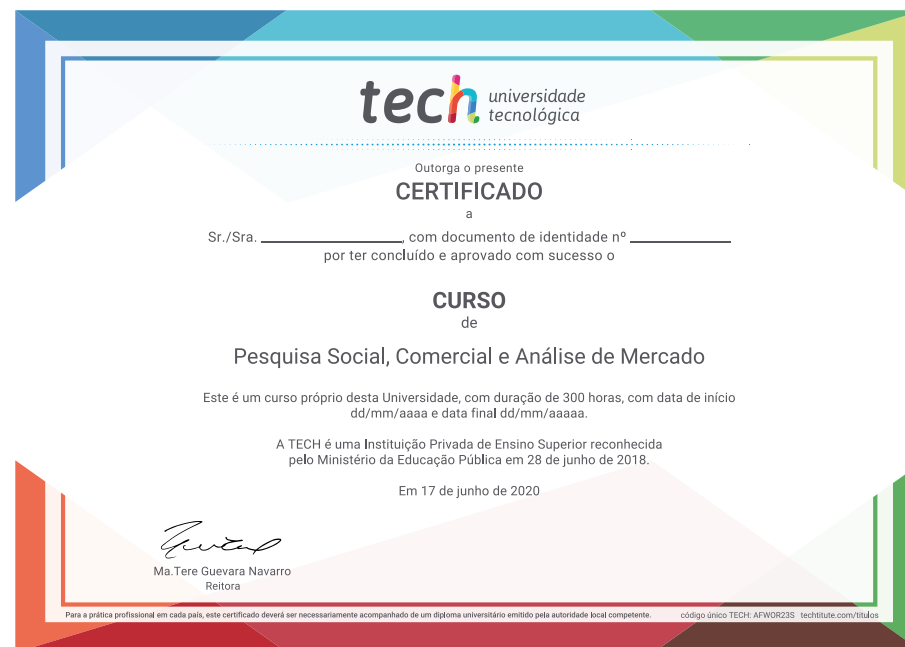 tech universidade
tecnológica
Outorga o presente
CERTIFICADO
a
Sr./Sra. ____________________, com documento de identidade nº ______________
por ter concluído e aprovado com sucesso o
CURSO
de
Pesquisa Social, Comercial e Análise de Mercado
Este é um curso próprio desta Universidade, com duração de 300 horas, com data de início
dd/mm/aaaa e data final dd/mm/aaaaa.
A TECH é uma Instituição Privada de Ensino Superior reconhecida
pelo Ministério da Educação Pública em 28 de junho de 2018.
Em 17 de junho de 2020
Ma.Tere Guevara Navarro
Reitora
Para a prática profissional em cada país, este certificado deverá ser necessariamente acompanhado de um diploma universitário emitido pela autoridade local competente.
código único TECH: AFWOR23S techtitute.com/titulos